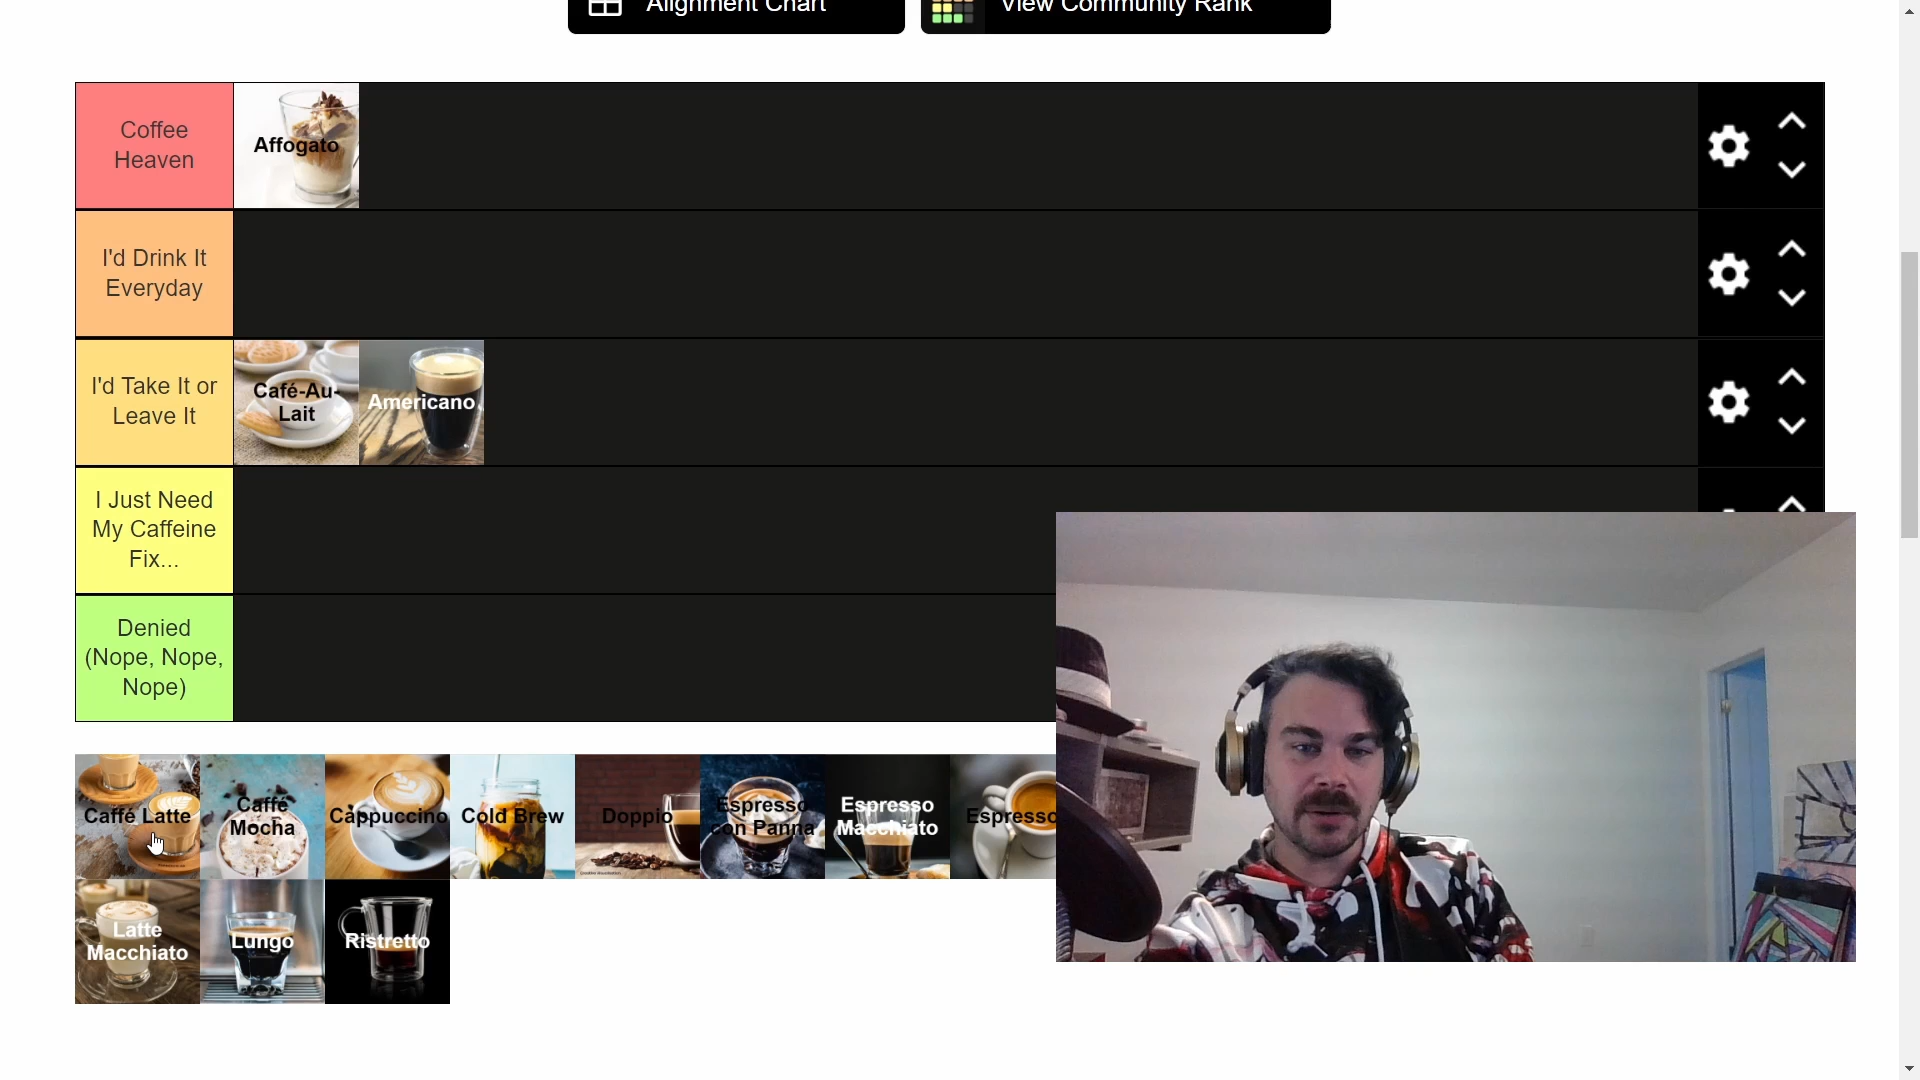 Alignment Chart
View Community Rank
Coffee
Heaven
Affogato
I'd Drink It
Everyday
I'd Take It or
Leave It
Café-Au-
Lait
Americano
I Just Need
My Caffeine
Fix...
Denied
(Nope, Nope,
Nope)
Caffé Latte
Caffé
Mocha
Cappuccino
Cold Brew
Doppio
Espresso
con Panna
Espresso
Macchiato
Espresso
Latte
Macchiato
Lungo
Ristretto